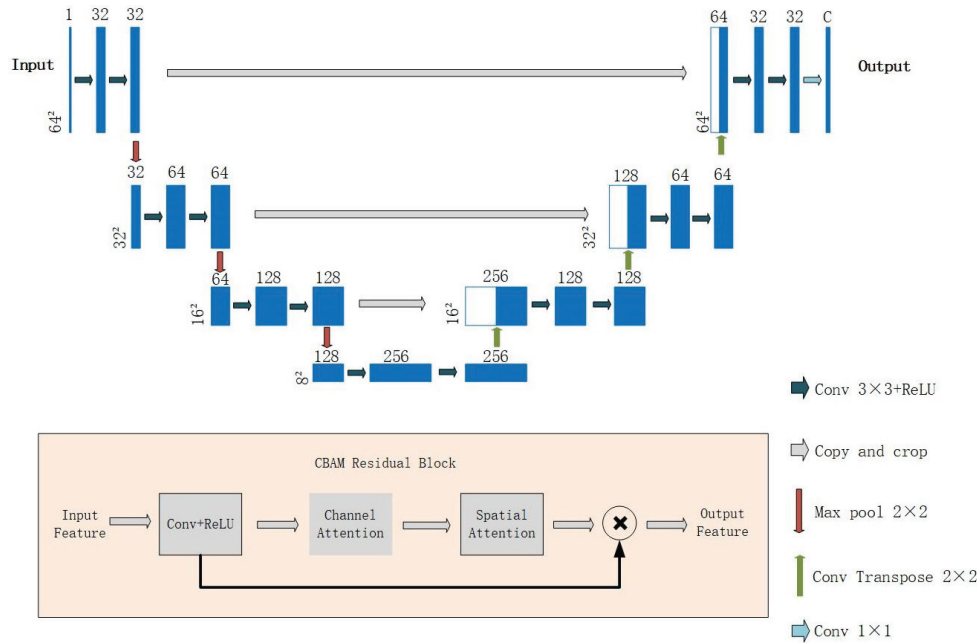 1 32 32 64 32 32 C
Input Output
64² 64²
32 64 64 128 64 64
32² 32²
64 128 128 256 128 128
16² 16²
128 256 256
8²
Conv 3×3+ReLU
Copy and crop
Max pool 2×2
Conv Transpose 2×2
Conv 1×1
CBAM Residual Block
Input
Feature
Conv+ReLU
Channel
Attention
Spatial
Attention
Output
Feature